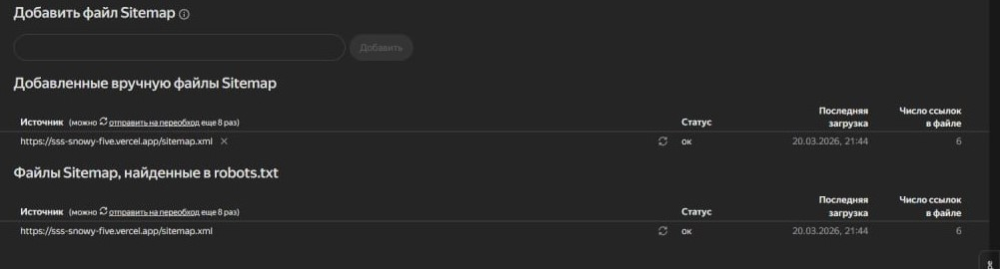 Добавить файл Sitemap
Добавить
Добавленные вручную файлы Sitemap
Источник (можно отправить на переобход еще 8 раз) Статус Последняя загрузка Число ссылок в файле
https://sss-snowy-five.vercel.app/sitemap.xml ок 20.03.2026, 21:44 6
Файлы Sitemap, найденные в robots.txt
Источник (можно отправить на переобход еще 8 раз) Статус Последняя загрузка Число ссылок в файле
https://sss-snowy-five.vercel.app/sitemap.xml ок 20.03.2026, 21:44 6